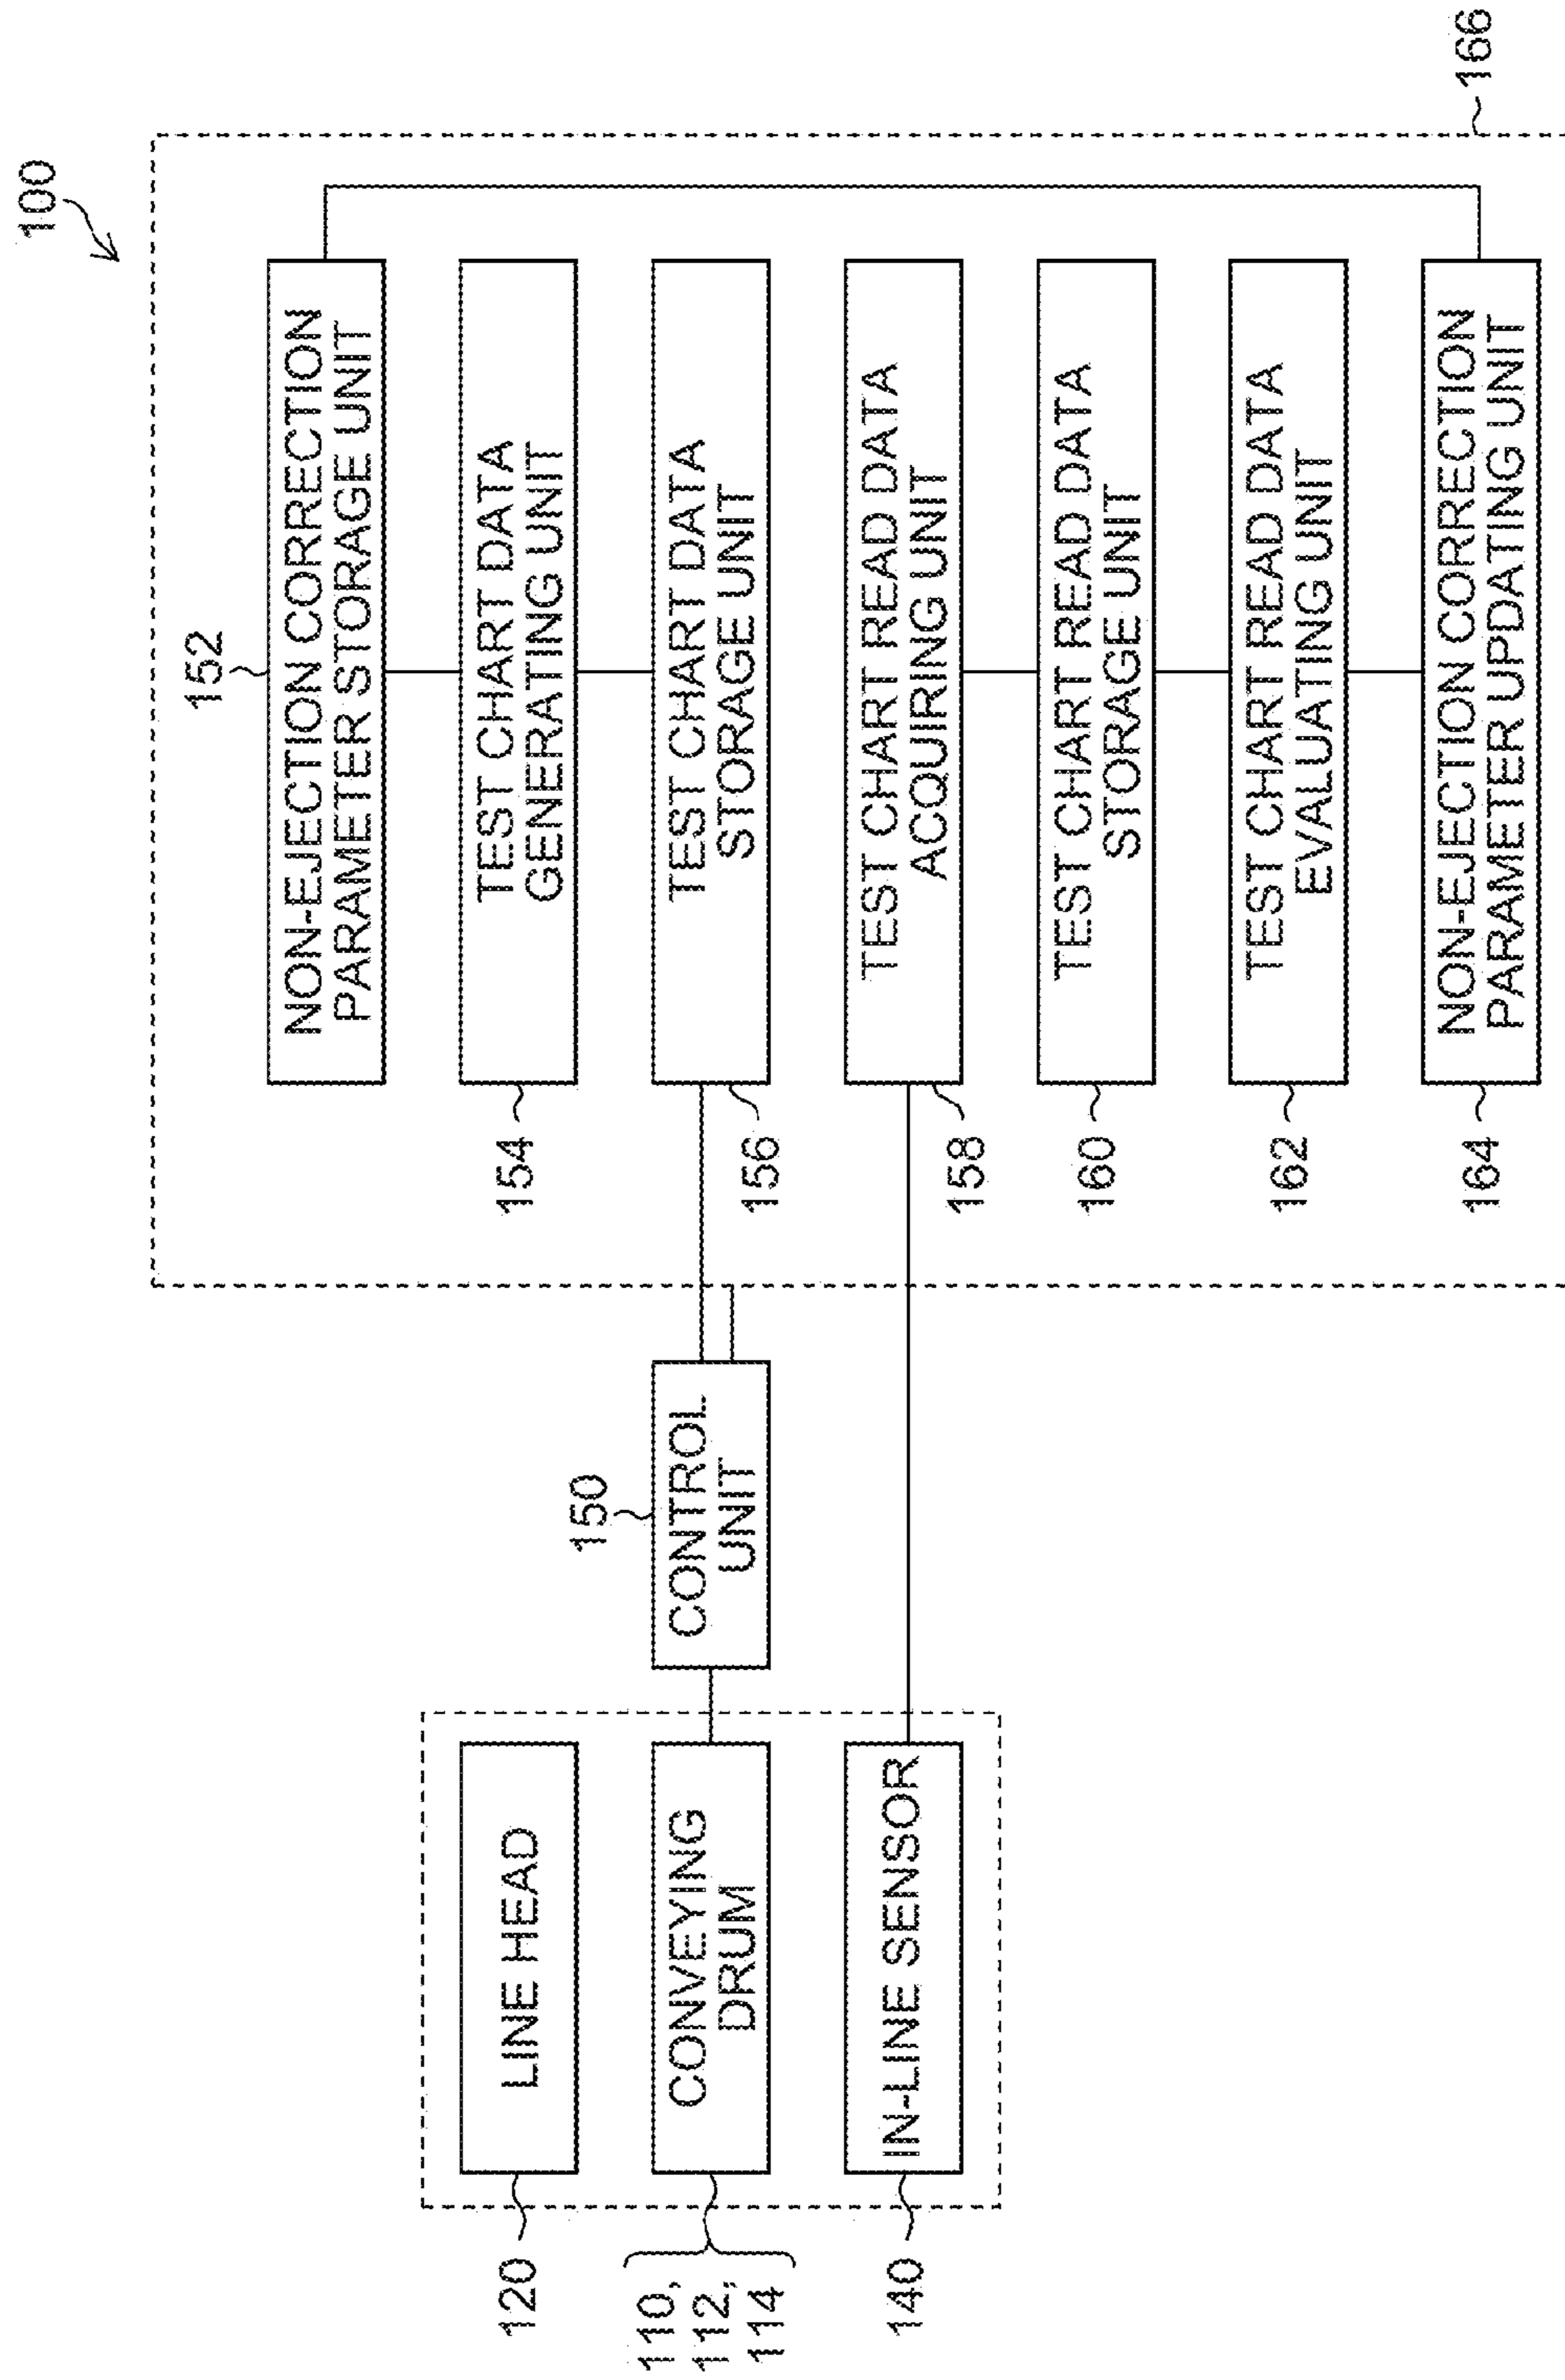 100
166
152
NON-EJECTION CORRECTION
PARAMETER STORAGE UNIT
154
TEST CHART DATA
GENERATING UNIT
156
TEST CHART DATA
STORAGE UNIT
158
TEST CHART READ DATA
ACQUIRING UNIT
160
TEST CHART READ DATA
STORAGE UNIT
162
TEST CHART READ DATA
EVALUATING UNIT
164
NON-EJECTION CORRECTION
PARAMETER UPDATING UNIT
150
CONTROL
UNIT
120
LINE HEAD
110,
112,
114
CONVEYING
DRUM
140
IN-LINE SENSOR